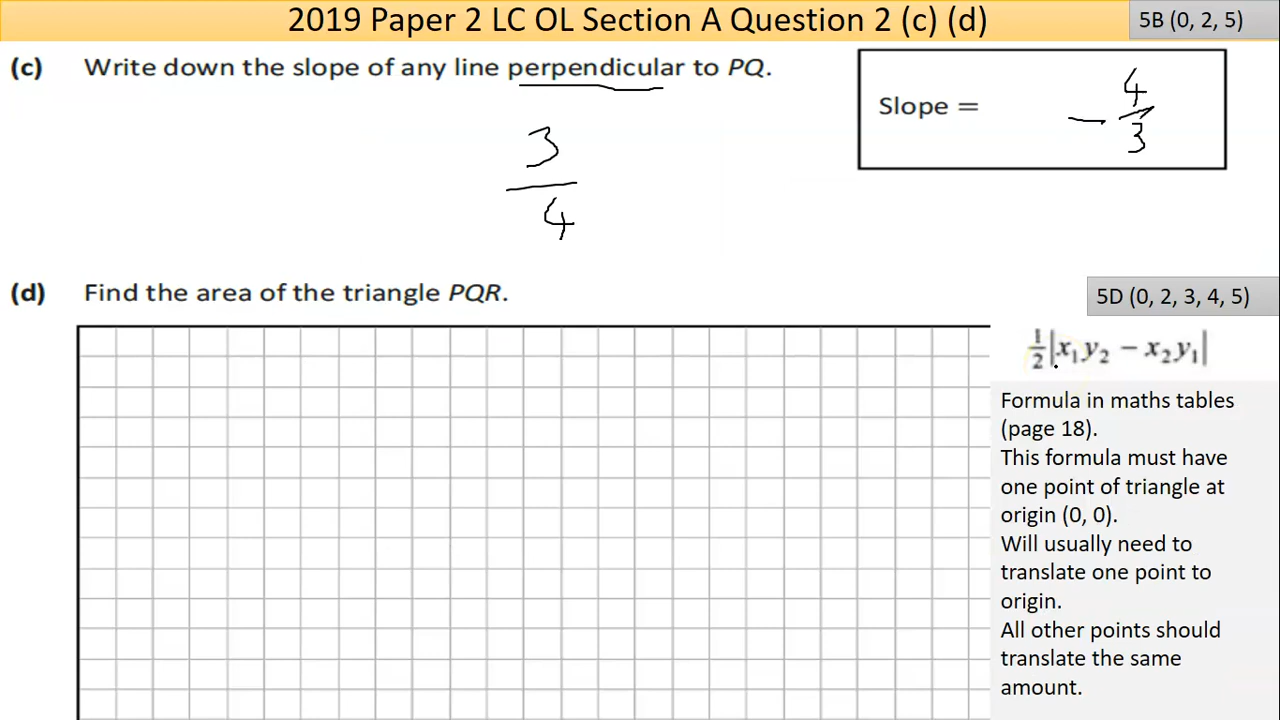 2019 Paper 2 LC OL Section A Question 2 (c) (d)
5B (0, 2, 5)
(c) Write down the slope of any line perpendicular to PQ.
Slope = - 4/3
3/4
(d) Find the area of the triangle PQR.
5D (0, 2, 3, 4, 5)
½|x₁y₂ − x₂y₁|
Formula in maths tables
(page 18).
This formula must have
one point of triangle at
origin (0, 0).
Will usually need to
translate one point to
origin.
All other points should
translate the same
amount.